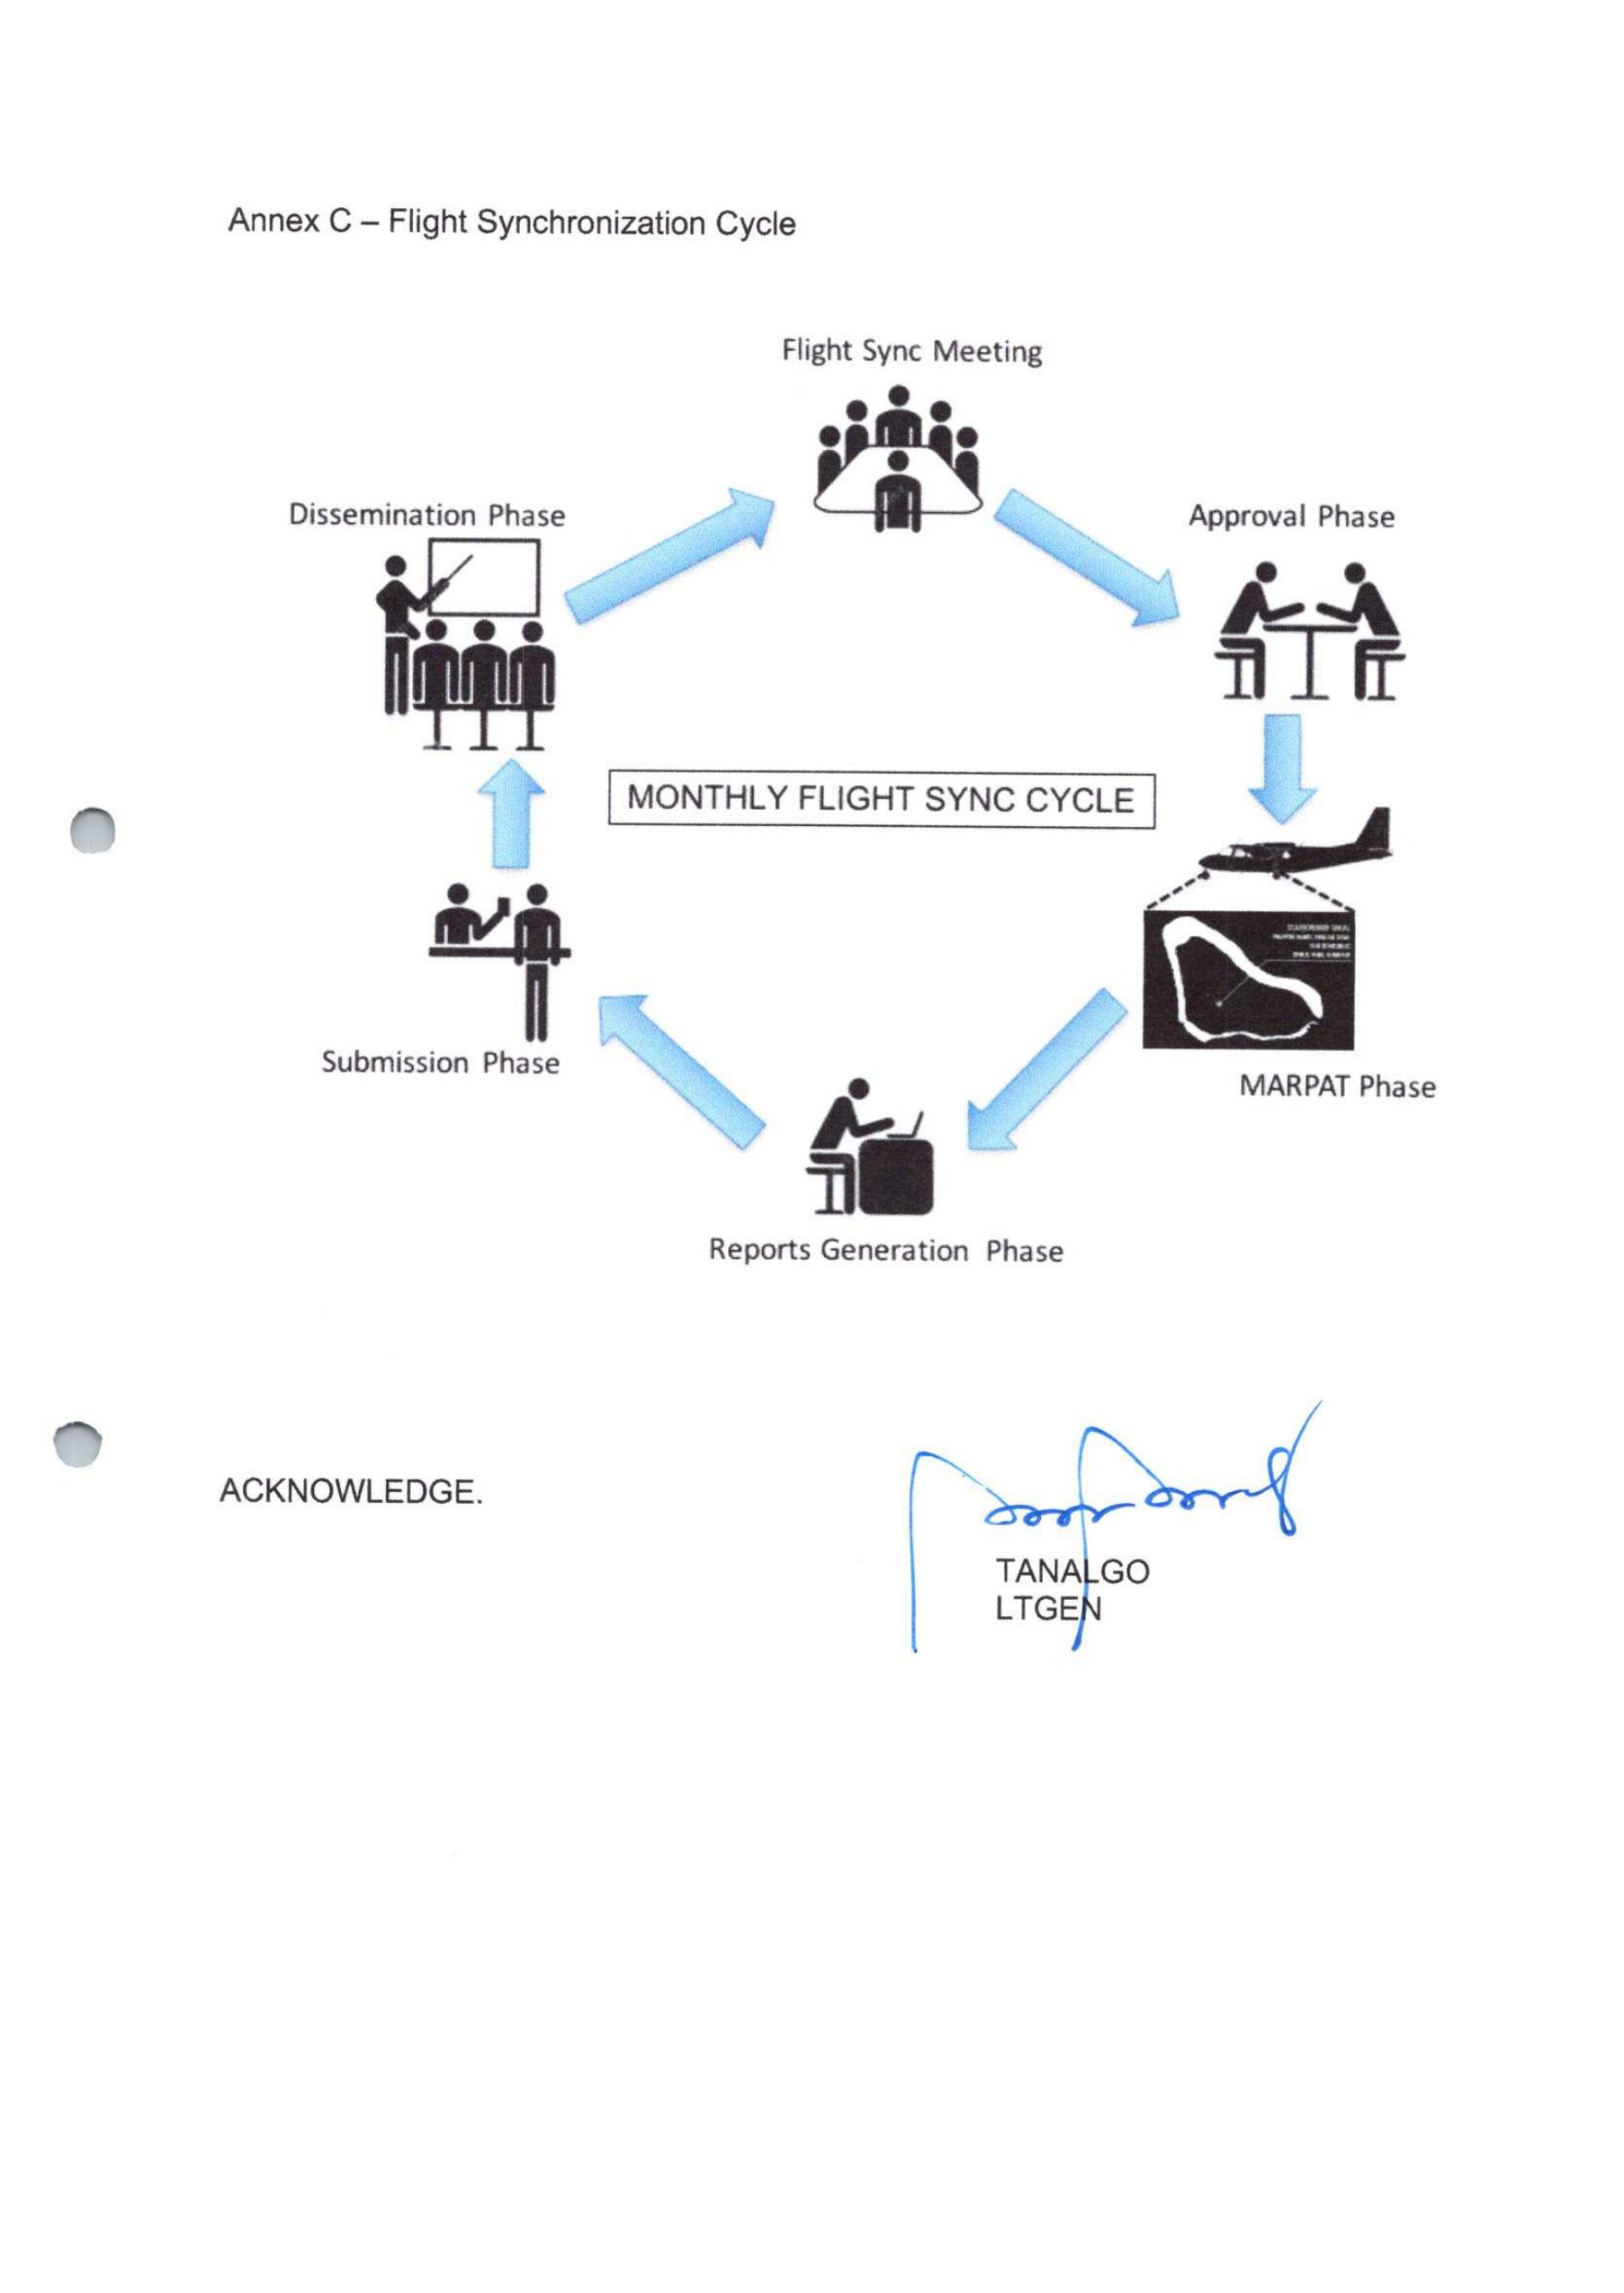 Annex C – Flight Synchronization Cycle
Flight Sync Meeting
Dissemination Phase
Approval Phase
MONTHLY FLIGHT SYNC CYCLE
Submission Phase
MARPAT Phase
Reports Generation Phase
ACKNOWLEDGE.
TANALGO
LTGEN